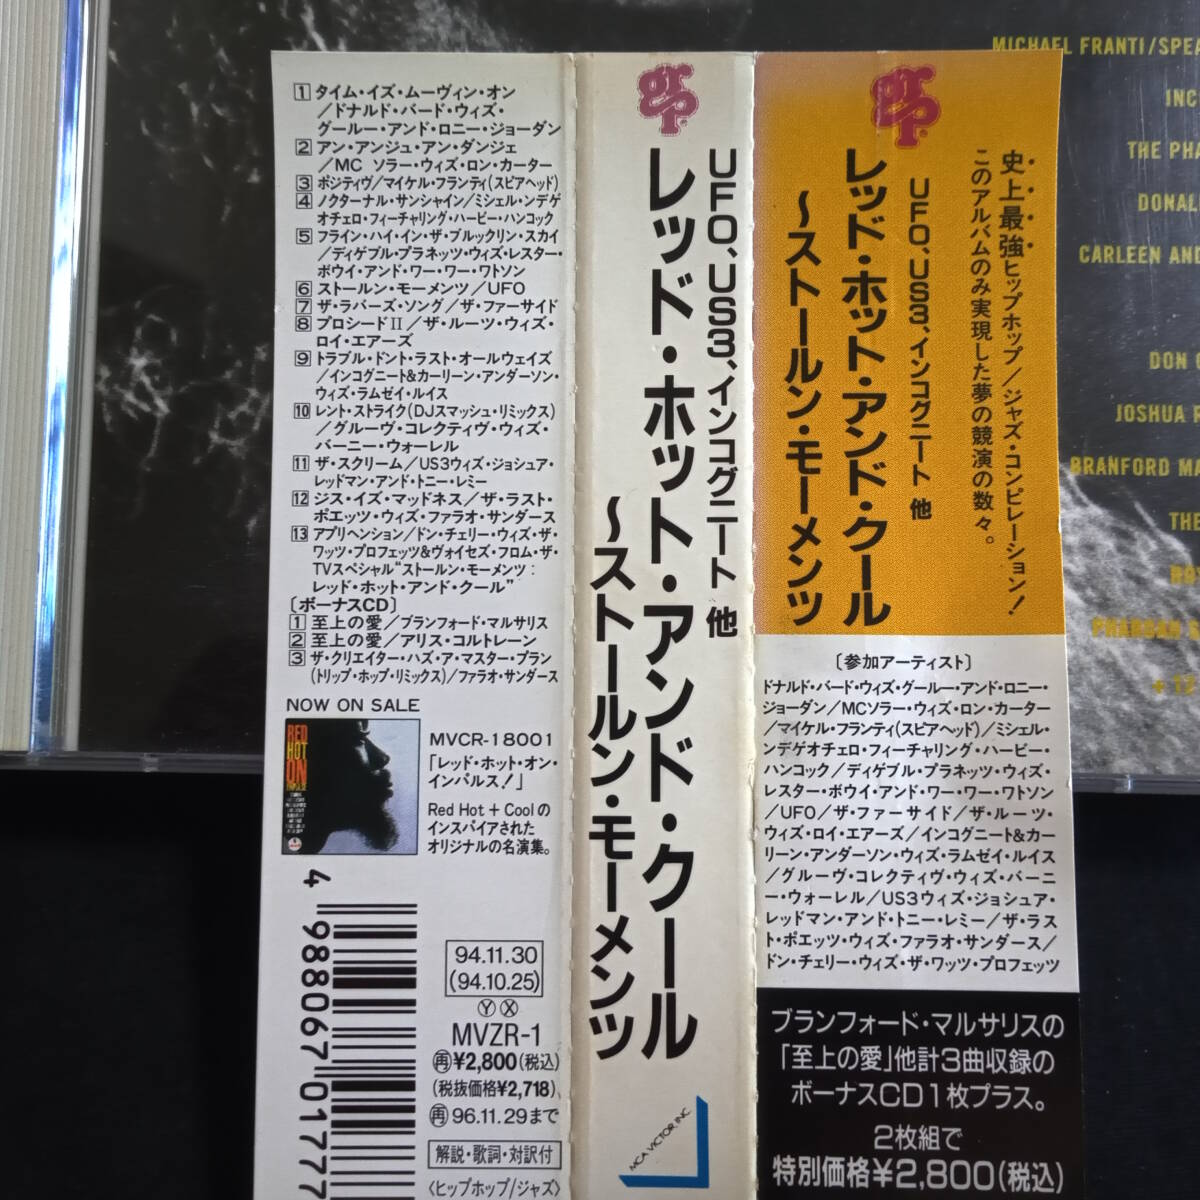 1 タイム・イズ・ムーヴィン・オン
/ドナルド・バード・ウィズ・
グールー・アンド・ロニー・ジョーダン
2 アン・アンジュ・アン・ダンジェ
/MC ソラー・ウィズ・ロン・カーター
3 ポジティヴ/マイケル・フランティ(スピアヘッド)
4 ノクターナル・サンシャイン/ミシェル・ンデゲ
オチェロ・フィーチャリング・ハービー・ハンコック
5 フライン・ハイ・イン・ザ・ブルックリン・スカイ
/ディゲブル・プラネッツ・ウィズ・レスター・
ボウイ・アンド・ワー・ワー・ワトソン
6 ストールン・モーメンツ/UFO
7 ザ・ラバーズ・ソング/ザ・ファーサイド
8 プロシードⅡ/ザ・ルーツ・ウィズ・
ロイ・エアーズ
9 トラブル・ドント・ラスト・オールウェイズ
/インコグニート&カーリーン・アンダーソン・
ウィズ・ラムゼイ・ルイス
10 レント・ストライク(DJスマッシュ・リミックス)
/グルーヴ・コレクティヴ・ウィズ・
バーニー・ウォーレル
11 ザ・スクリーム/US3ウィズ・ジョシュア・
レッドマン・アンド・トニー・レミー
12 ジス・イズ・マッドネス/ザ・ラスト・
ポエッツ・ウィズ・ファラオ・サンダース
13 アプリヘンション/ドン・チェリー・ウィズ・ザ・
ワッツ・プロフェッツ&ヴォイセズ・フロム・ザ・
TVスペシャル“ストールン・モーメンツ:
レッド・ホット・アンド・クール”
〔ボーナスCD〕
1 至上の愛/ブランフォード・マルサリス
2 至上の愛/アリス・コルトレーン
3 ザ・クリエイター・ハズ・ア・マスター・プラン
(トリップ・ホップ・リミックス)/ファラオ・サンダース
NOW ON SALE
RED
HOT
ON
IMPULSE
MVCR-18001
「レッド・ホット・オン・
インパルス!」
Red Hot + Coolの
インスパイアされた
オリジナルの名演集。
4 988067 01777
94.11.30
(94.10.25)
Ⓨ Ⓧ
MVZR-1
㊑¥2,800(税込)
(税抜価格¥2,718)
再 96.11.29まで
解説・歌詞・対訳付
〈ヒップホップ/ジャズ〉
GRP
UFO、US3、インコグニート 他
レッド・ホット・アンド・クール
〜ストールン・モーメンツ
MCA VICTOR INC
GRP
史上最強ヒップホップ/ジャズ・コンピレーション!
このアルバムのみ実現した夢の競演の数々。
UFO、US3、インコグニート 他
レッド・ホット・アンド・クール
〜ストールン・モーメンツ
〔参加アーティスト〕
ドナルド・バード・ウィズ・グールー・アンド・ロニー・
ジョーダン/MCソラー・ウィズ・ロン・カーター
/マイケル・フランティ(スピアヘッド)/ミシェル・
ンデゲオチェロ・フィーチャリング・ハービー・
ハンコック/ディゲブル・プラネッツ・ウィズ・
レスター・ボウイ・アンド・ワー・ワー・ワトソン
/UFO/ザ・ファーサイド/ザ・ルーツ・
ウィズ・ロイ・エアーズ/インコグニート&カー
リーン・アンダーソン・ウィズ・ラムゼイ・ルイス
/グルーヴ・コレクティヴ・ウィズ・バーニ
ー・ウォーレル/US3ウィズ・ジョシュア・
レッドマン・アンド・トニー・レミー/ザ・ラス
ト・ポエッツ・ウィズ・ファラオ・サンダース/
ドン・チェリー・ウィズ・ザ・ワッツ・プロフェッツ
ブランフォード・マルサリスの
「至上の愛」他計3曲収録の
ボーナスCD1枚プラス。
2枚組で
特別価格¥2,800(税込)
MICHAEL FRANTI/SPEA
INC
THE PHA
DONAL
CARLEEN AND
DON C
JOSHUA R
BRANFORD MA
THE
PHAROAH S
+ 12